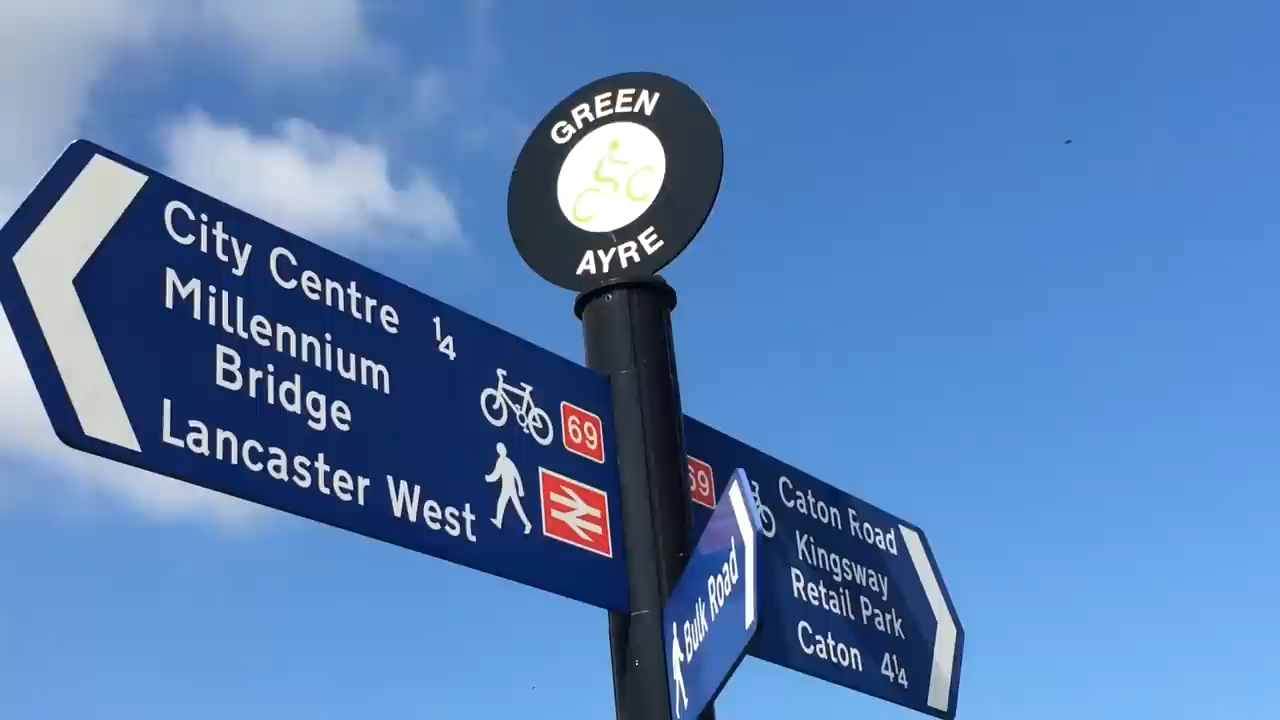 GREEN
AYRE
City Centre ¼
Millennium
Bridge
Lancaster West
69
69
Caton Road
Kingsway
Retail Park
Caton 4¼
Bulk Road